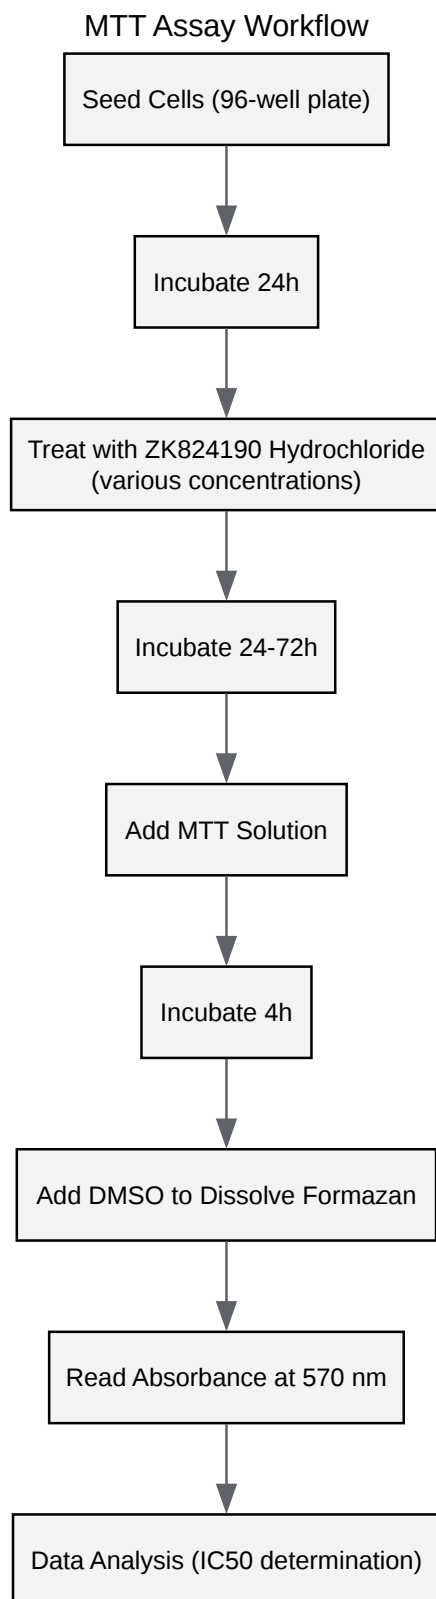 MTT Assay Workflow
Seed Cells (96-well plate)
Incubate 24h
Treat with ZK824190 Hydrochloride
(various concentrations)
Incubate 24-72h
Add MTT Solution
Incubate 4h
Add DMSO to Dissolve Formazan
Read Absorbance at 570 nm
Data Analysis (IC50 determination)